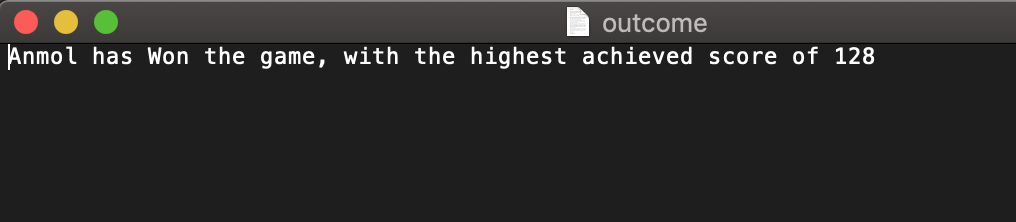 outcome
Anmol has Won the game, with the highest achieved score of 128